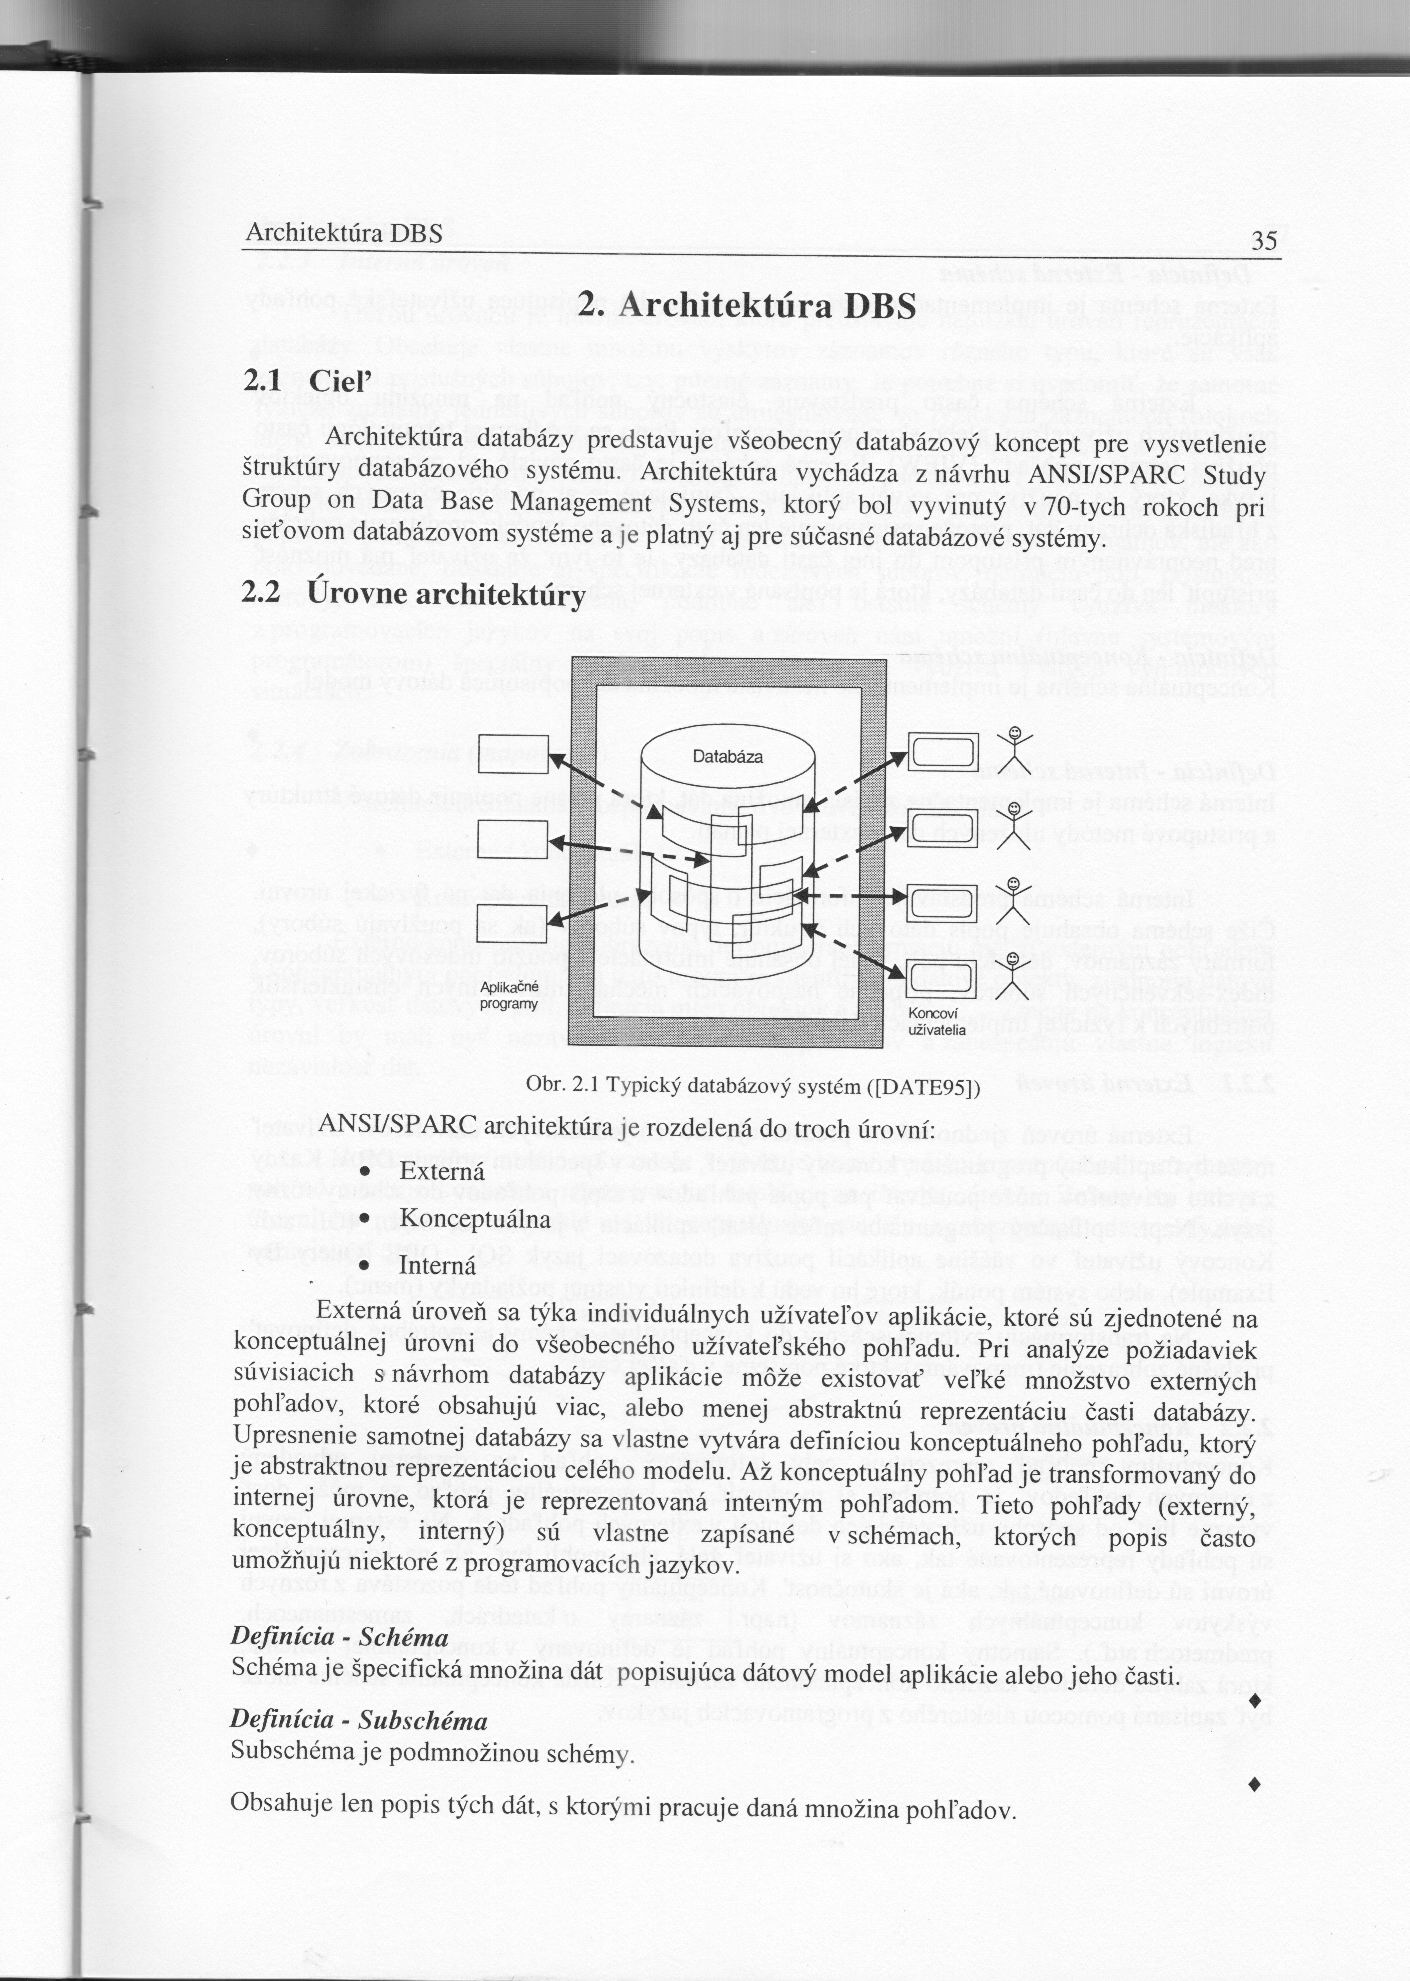 Architektúra DBS
35
2. Architektúra DBS
2.1 Cieľ
Architektúra databázy predstavuje všeobecný databázový koncept pre vysvetlenie
štruktúry databázového systému. Architektúra vychádza z návrhu ANSI/SPARC Study
Group on Data Base Management Systems, ktorý bol vyvinutý v 70-tych rokoch pri
sieťovom databázovom systéme a je platný aj pre súčasné databázové systémy.
2.2 Úrovne architektúry
Databáza
Aplikačné
programy
Koncoví
užívatelia
Obr. 2.1 Typický databázový systém ([DATE95])
ANSI/SPARC architektúra je rozdelená do troch úrovní:
• Externá
• Konceptuálna
• Interná
Externá úroveň sa týka individuálnych užívateľov aplikácie, ktoré sú zjednotené na
konceptuálnej úrovni do všeobecného užívateľského pohľadu. Pri analýze požiadaviek
súvisiacich s návrhom databázy aplikácie môže existovať veľké množstvo externých
pohľadov, ktoré obsahujú viac, alebo menej abstraktnú reprezentáciu časti databázy.
Upresnenie samotnej databázy sa vlastne vytvára definíciou konceptuálneho pohľadu, ktorý
je abstraktnou reprezentáciou celého modelu. Až konceptuálny pohľad je transformovaný do
internej úrovne, ktorá je reprezentovaná interným pohľadom. Tieto pohľady (externý,
konceptuálny, interný) sú vlastne zapísané v schémach, ktorých popis často
umožňujú niektoré z programovacích jazykov.
Definícia - Schéma
Schéma je špecifická množina dát popisujúca dátový model aplikácie alebo jeho časti.
♦
Definícia - Subschéma
Subschéma je podmnožinou schémy.
♦
Obsahuje len popis tých dát, s ktorými pracuje daná množina pohľadov.